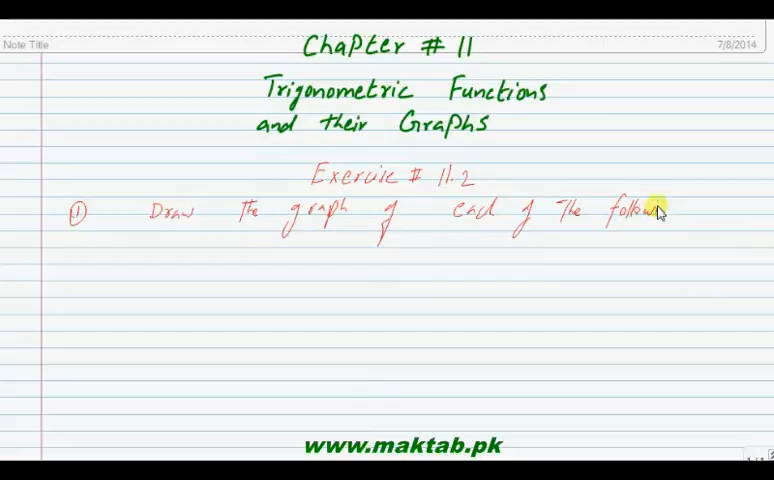 Note Title
7/8/2014
Chapter # 11
Trigonometric Functions
and their Graphs
Exercise # 11.2
① Draw the graph of each of the follow
www.maktab.pk